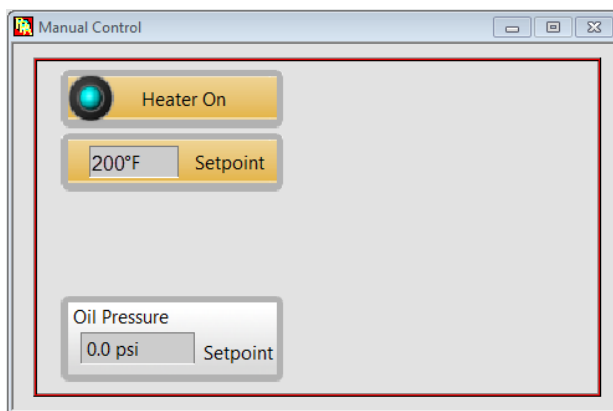 Manual Control
Heater On
200°F Setpoint
Oil Pressure
0.0 psi Setpoint